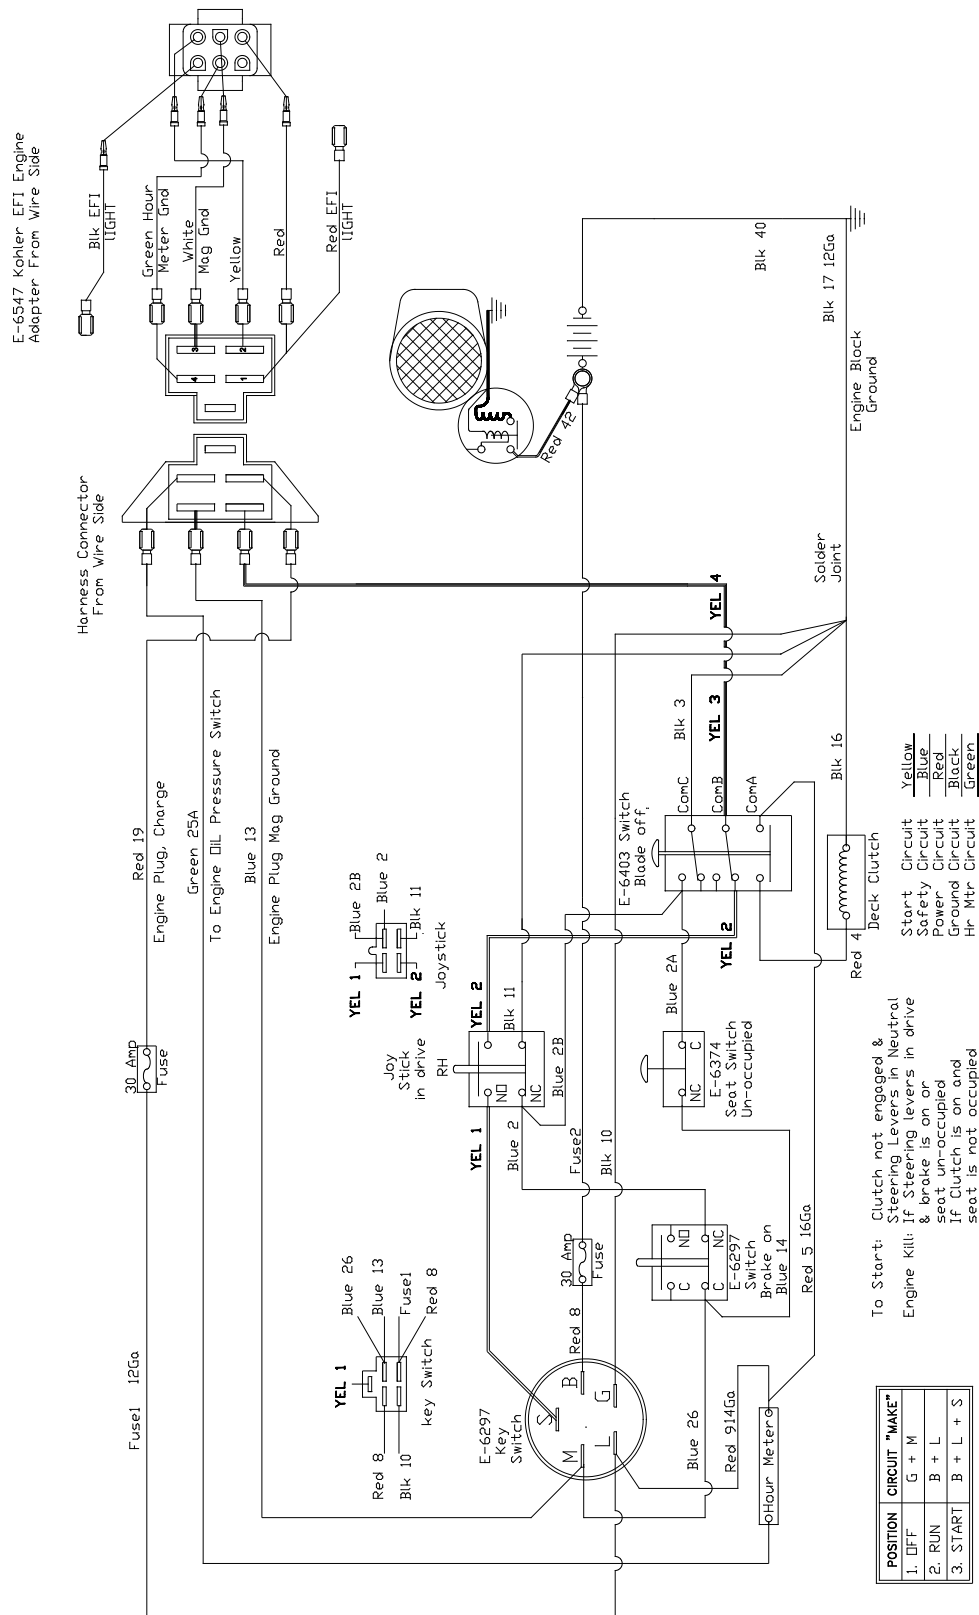 E-6547 Kohler EFI Engine
Adapter From Wire Side
Blk EFI
lIGHT
Green Hour
Meter Gnd
White
Mag Gnd
Yellow
Red
Red EFI
lIGHT
3
2
4
1
Harness Connector
From Wire Side
Red 42
Blk 40
Blk 17 12Ga
Engine Black
Ground
Solder
Joint
YEL 4
YEL 3
Blk 3
Blk 16
Red 19
Engine Plug, Charge
Green 25A
To Engine OiL Pressure Switch
Blue 13
Engine Plug Mag Ground
Blue 2B
Blue 2
YEL 1
YEL 2
Blk 11
Joystick
E-6403 Switch
Blade off.
ComC
ComB
ComA
Deck Clutch
Red 4
YEL 2
Blue 2A
YEL 2
Blk 11
Blue 2B
Joy
Stick
in drive
RH
NO
NC
YEL 1
Blue 2
30 Amp
Fuse
C
NC
E-6374
Seat Switch
Un-occupied
Fuse2
Blk 10
30 Amp
Fuse
Red 8
NO
NC
C
C
E-6297
Switch
Brake on
Blue 14
Red 5 16Ga
Blue 26
Blue 13
Fuse1
Red 8
YEL 1
Red 8
Blk 10
key Switch
E-6297
Key
Switch
B
G
S
M
L
Fuse1 12Ga
Blue 26
Red 914Ga
Hour Meter
Start Circuit Yellow
Safety Circuit Blue
Power Circuit Red
Ground Circuit Black
Hr Mtr Circuit Green
To Start: Clutch not engaged &
Steering Levers in Neutral
Engine Kill: If Steering levers in drive
& brake is on or
seat un-occupied
If Clutch is on and
seat is not occupied
POSITION CIRCUIT "MAKE"
1. OFF G + M
2. RUN B + L
3. START B + L + S